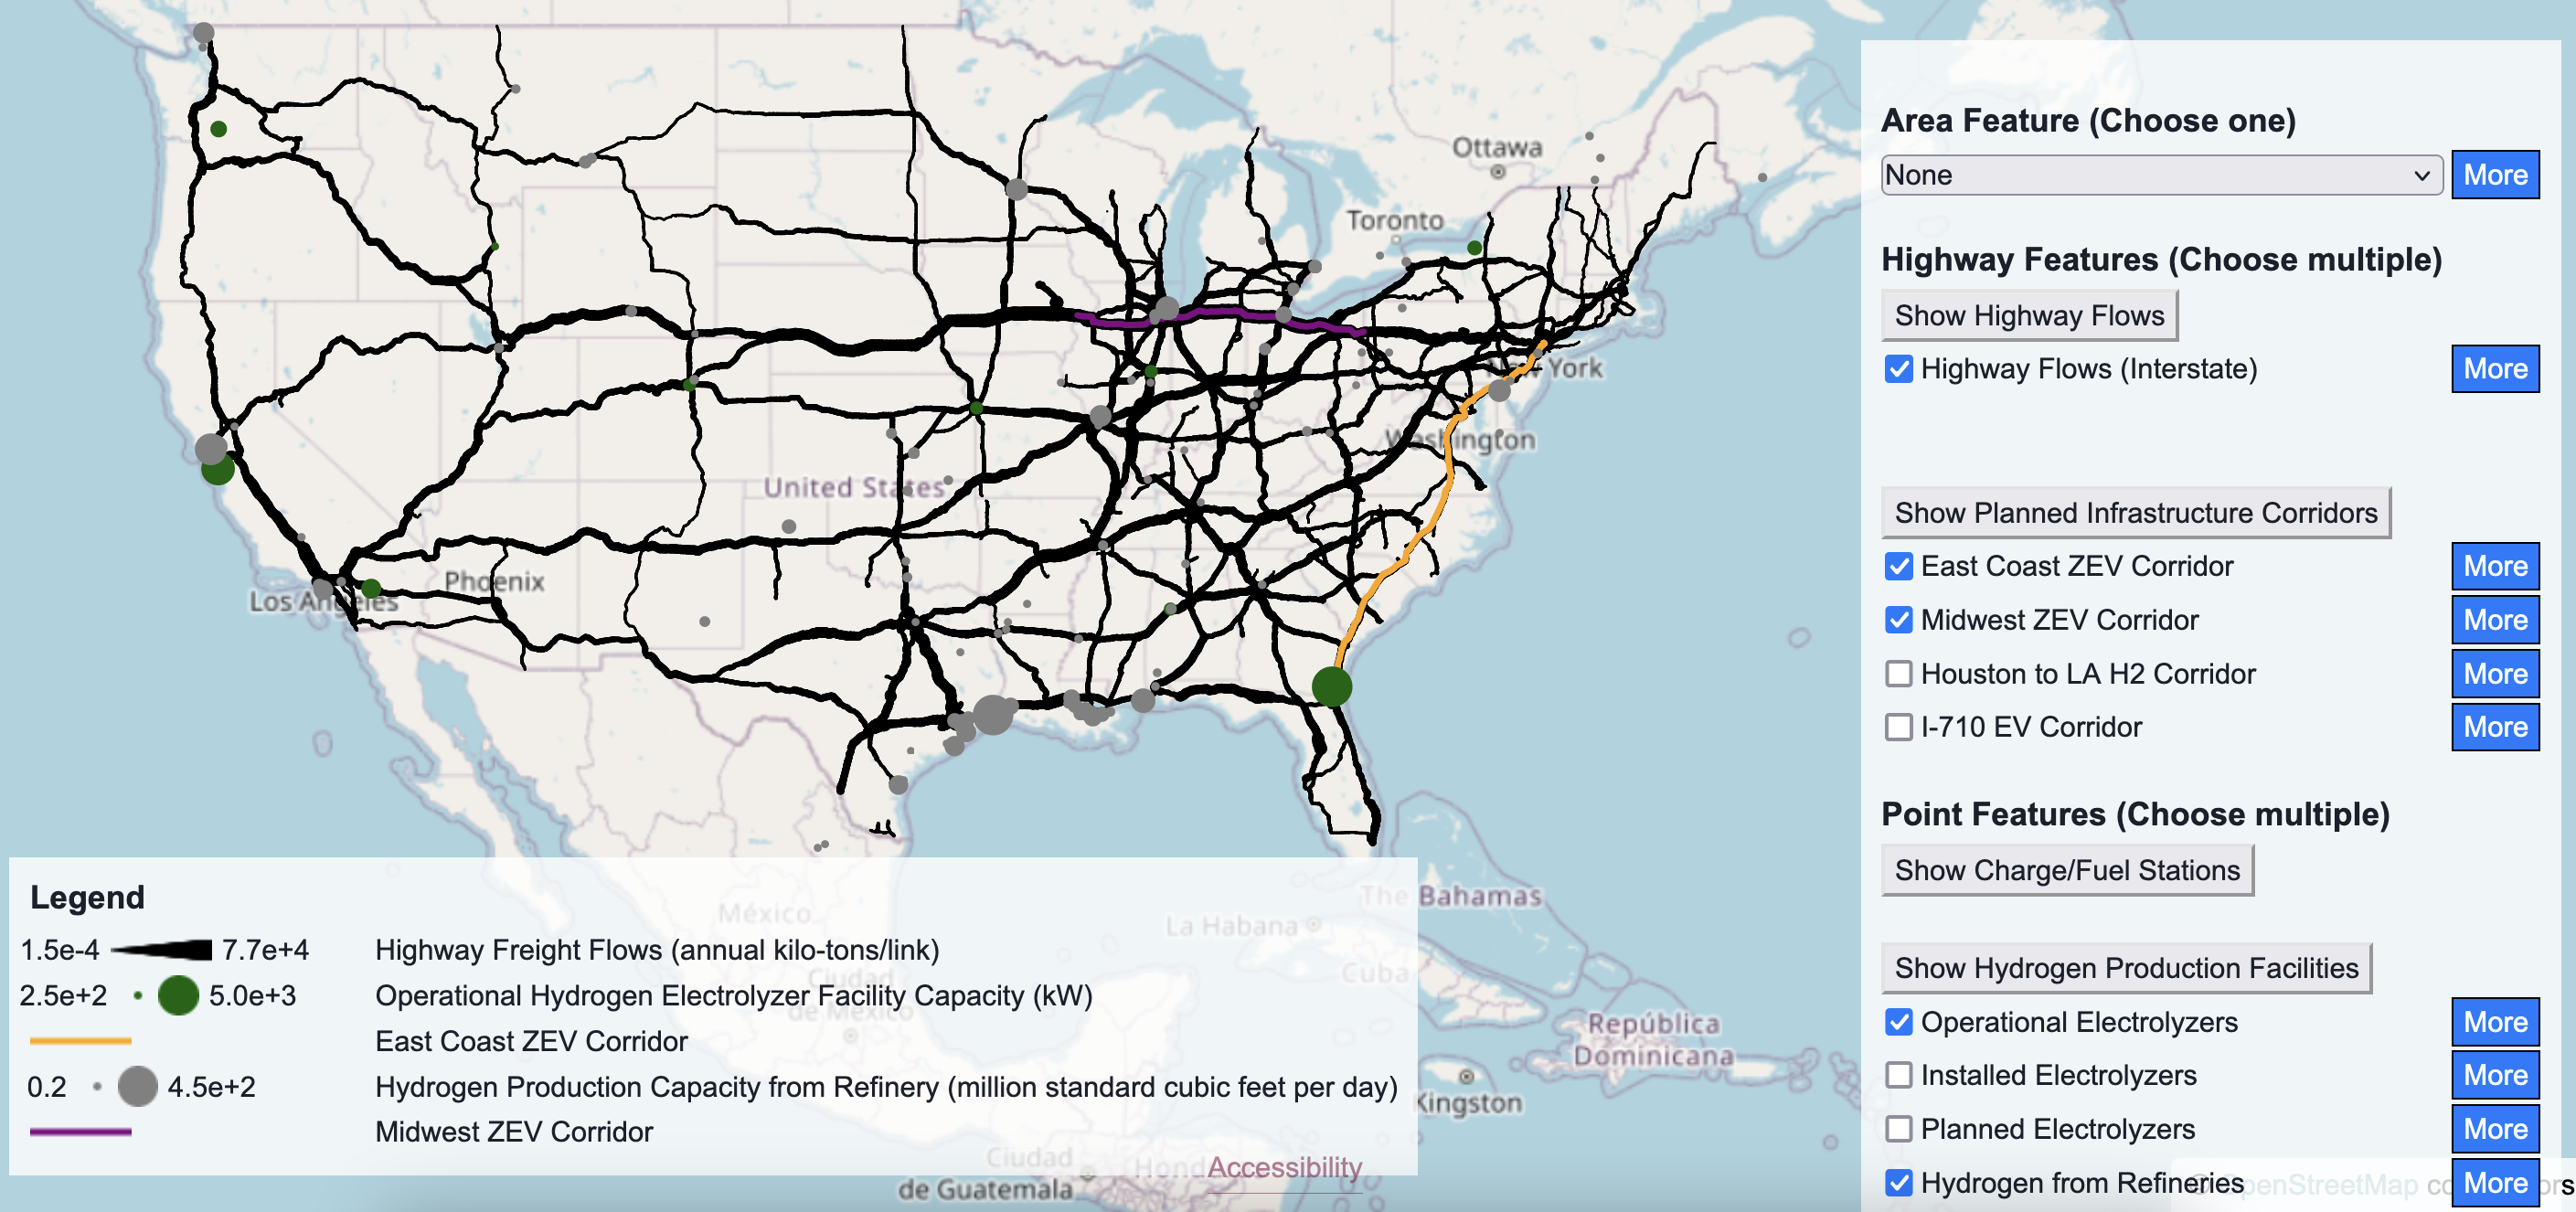 Ottawa
Toronto
New York
Washington
United States
Phoenix
Los Angeles
The Bahamas
México
La Habana
Cuba
Ciudad
de México
República
Dominicana
Kingston
Ciudad
de Guatemala
Hond
Accessibility
Legend
1.5e-4 7.7e+4 Highway Freight Flows (annual kilo-tons/link)
2.5e+2 5.0e+3 Operational Hydrogen Electrolyzer Facility Capacity (kW)
East Coast ZEV Corridor
0.2 4.5e+2 Hydrogen Production Capacity from Refinery (million standard cubic feet per day)
Midwest ZEV Corridor
Area Feature (Choose one)
None More
Highway Features (Choose multiple)
Show Highway Flows
Highway Flows (Interstate) More
Show Planned Infrastructure Corridors
East Coast ZEV Corridor More
Midwest ZEV Corridor More
Houston to LA H2 Corridor More
I-710 EV Corridor More
Point Features (Choose multiple)
Show Charge/Fuel Stations
Show Hydrogen Production Facilities
Operational Electrolyzers More
Installed Electrolyzers More
Planned Electrolyzers More
Hydrogen from Refineries More
OpenStreetMap